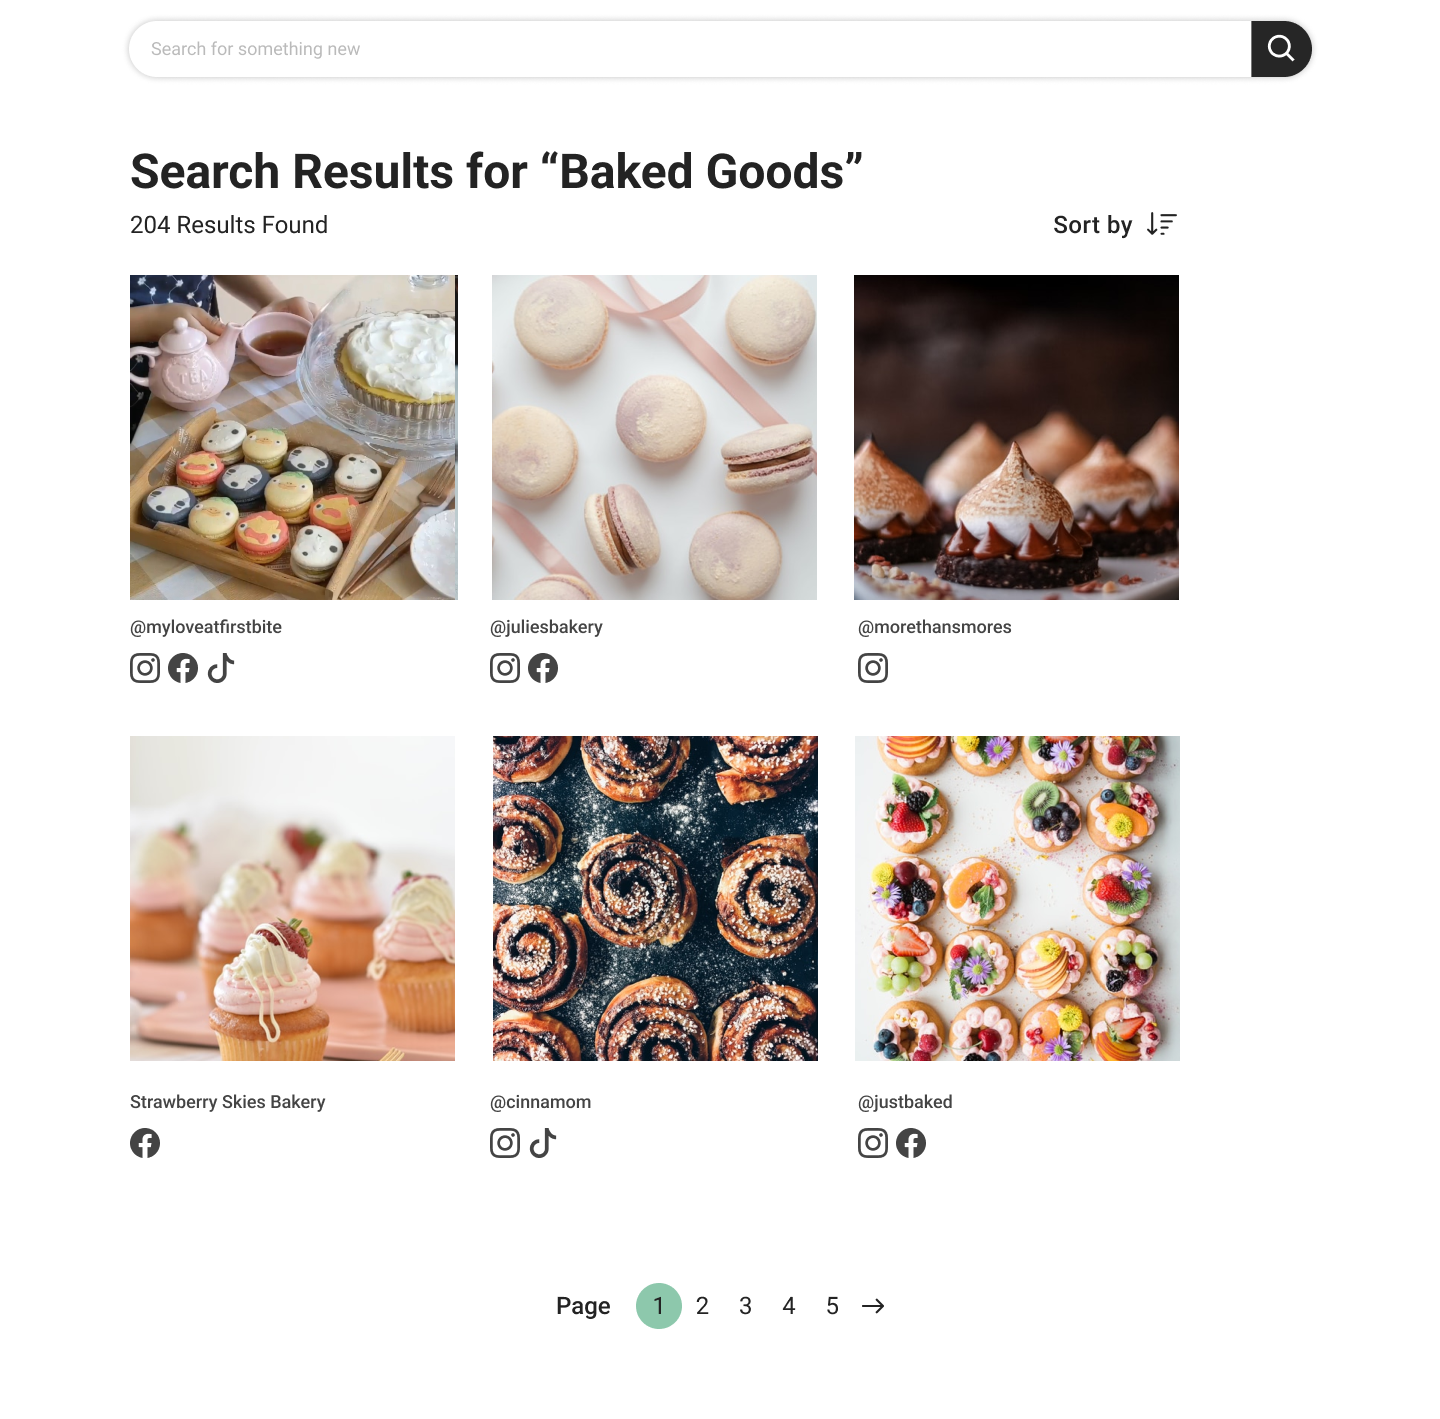 Search for something new
Search Results for “Baked Goods”
204 Results Found
Sort by
TEA
@myloveatfirstbite
@juliesbakery
@morethansmores
Strawberry Skies Bakery
@cinnamom
@justbaked
Page 1 2 3 4 5